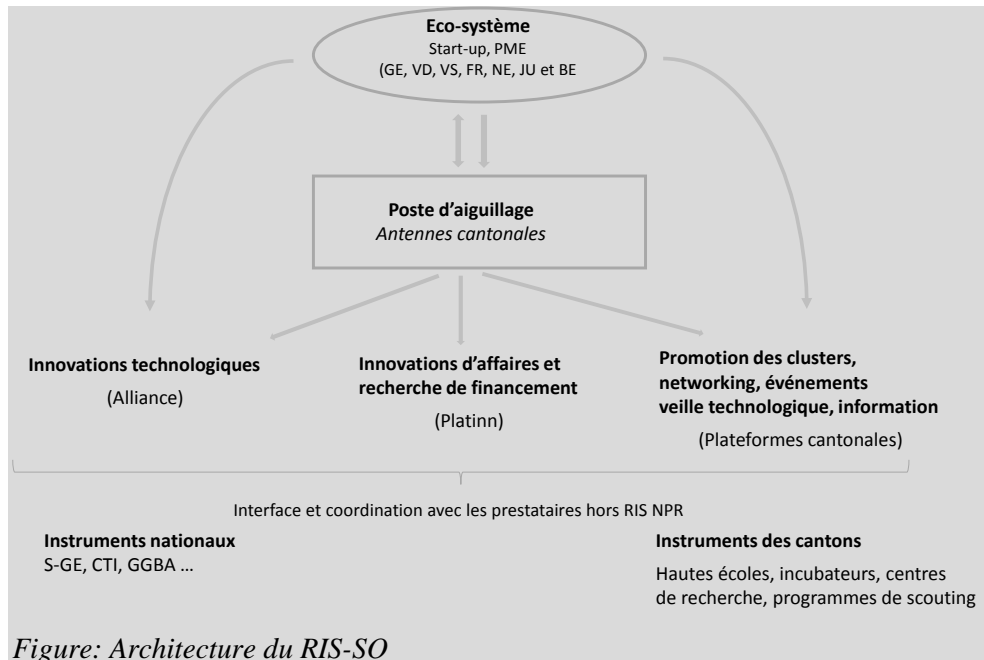 Eco-système
Start-up, PME
(GE, VD, VS, FR, NE, JU et BE
Poste d'aiguillage
Antennes cantonales
Innovations technologiques
(Alliance)
Innovations d'affaires et
recherche de financement
(Platinn)
Promotion des clusters,
networking, événements
veille technologique, information
(Plateformes cantonales)
Interface et coordination avec les prestataires hors RIS NPR
Instruments nationaux
S-GE, CTI, GGBA ...
Instruments des cantons
Hautes écoles, incubateurs, centres
de recherche, programmes de scouting
Figure: Architecture du RIS-SO